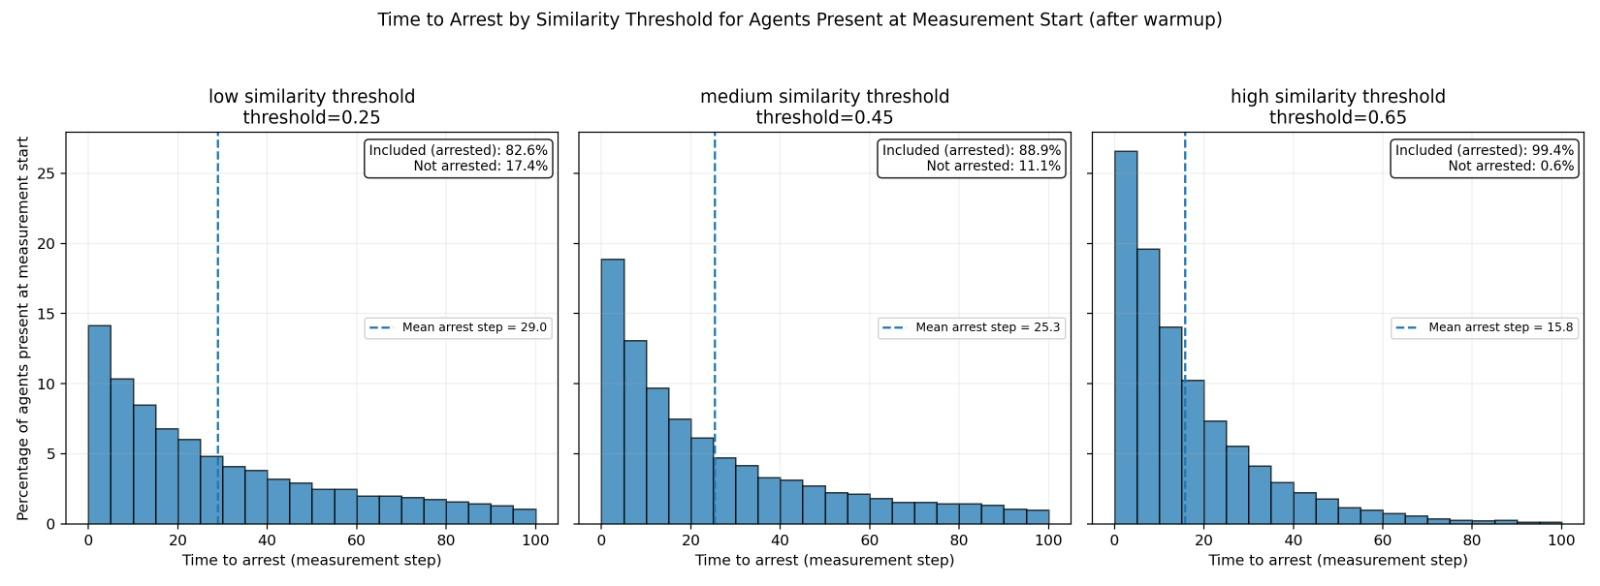 Time to Arrest by Similarity Threshold for Agents Present at Measurement Start (after warmup)
low similarity threshold
threshold=0.25
Percentage of agents present at measurement start
25
20
15
10
5
0
Included (arrested): 82.6%
Not arrested: 17.4%
Mean arrest step = 29.0
0 20 40 60 80 100
Time to arrest (measurement step)
medium similarity threshold
threshold=0.45
Included (arrested): 88.9%
Not arrested: 11.1%
Mean arrest step = 25.3
0 20 40 60 80 100
Time to arrest (measurement step)
high similarity threshold
threshold=0.65
Included (arrested): 99.4%
Not arrested: 0.6%
Mean arrest step = 15.8
0 20 40 60 80 100
Time to arrest (measurement step)